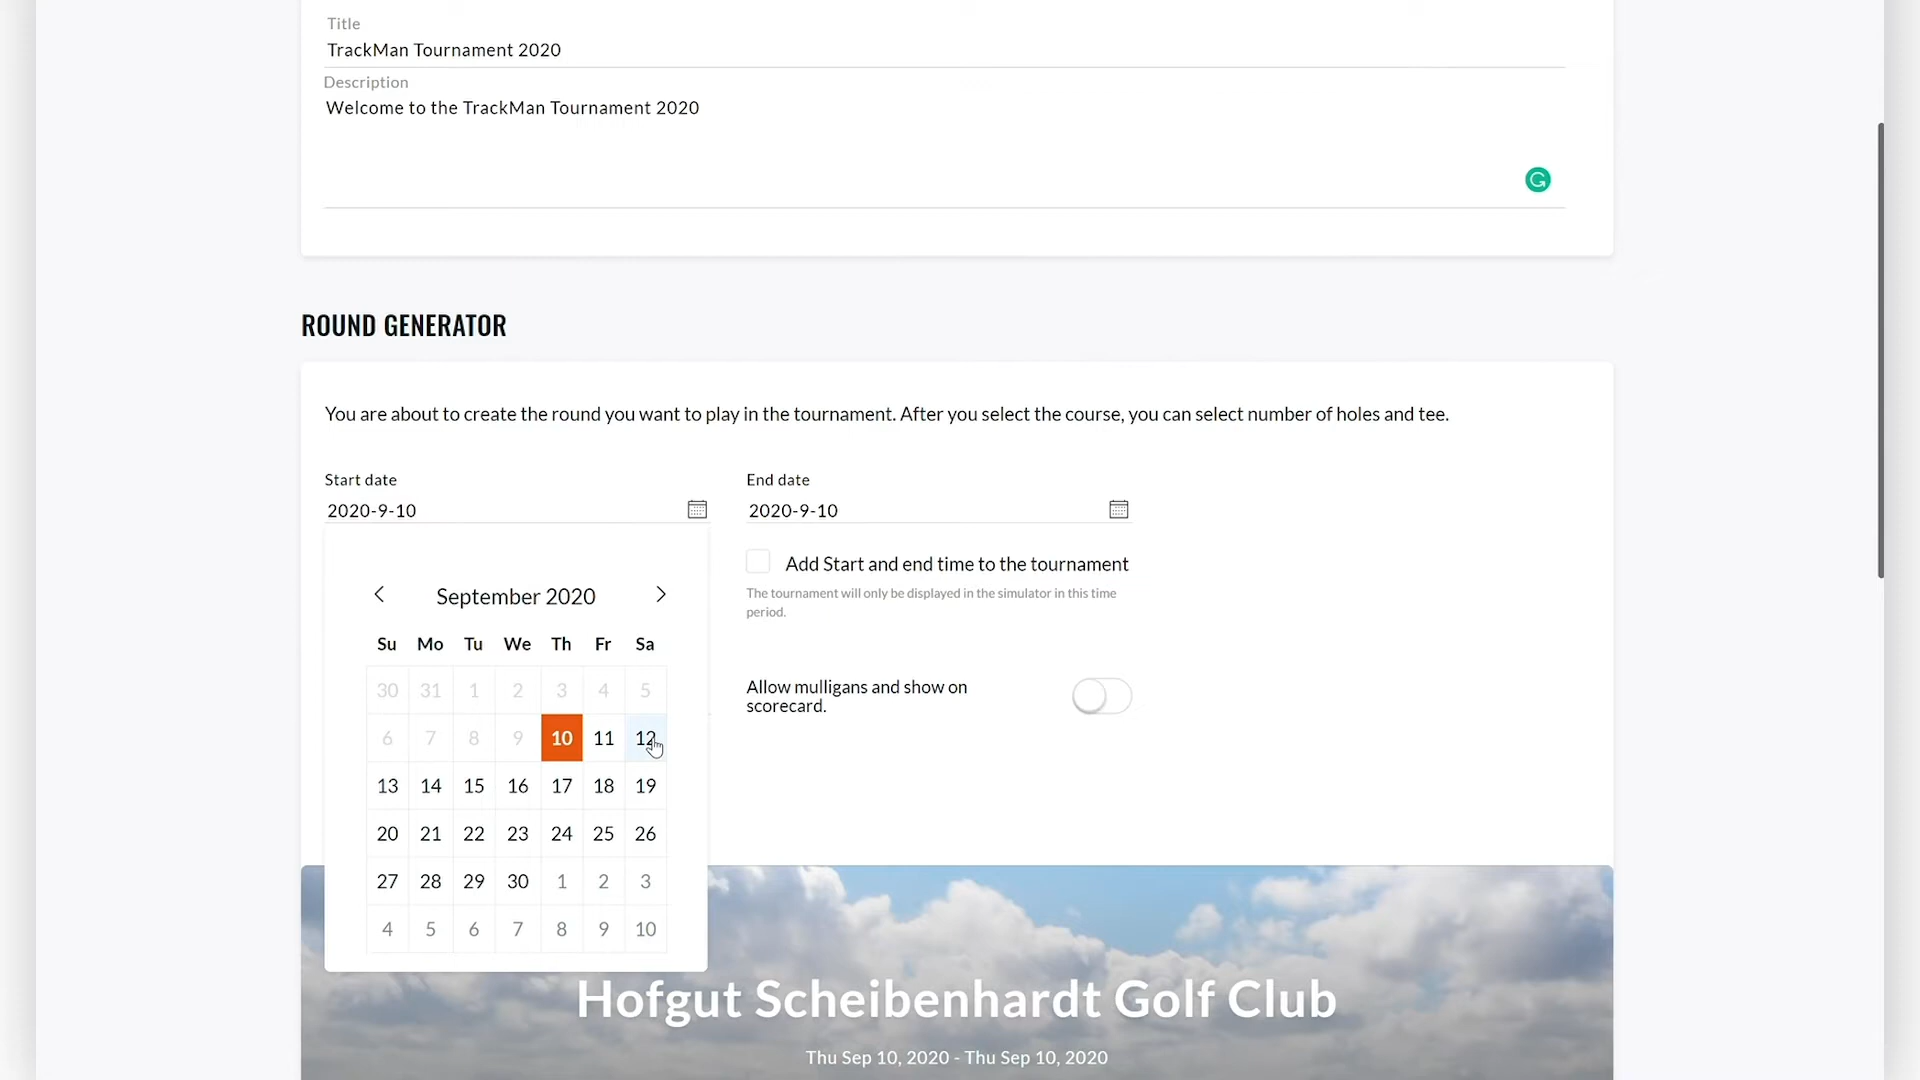 Title
TrackMan Tournament 2020
Description
Welcome to the TrackMan Tournament 2020
ROUND GENERATOR
You are about to create the round you want to play in the tournament. After you select the course, you can select number of holes and tee.
Start date
2020-9-10
End date
2020-9-10
Add Start and end time to the tournament
The tournament will only be displayed in the simulator in this time
period.
Allow mulligans and show on
scorecard.
September 2020
Su Mo Tu We Th Fr Sa
30 31 1 2 3 4 5
6 7 8 9 10 11 12
13 14 15 16 17 18 19
20 21 22 23 24 25 26
27 28 29 30 1 2 3
4 5 6 7 8 9 10
Hofgut Scheibenhardt Golf Club
Thu Sep 10, 2020 - Thu Sep 10, 2020